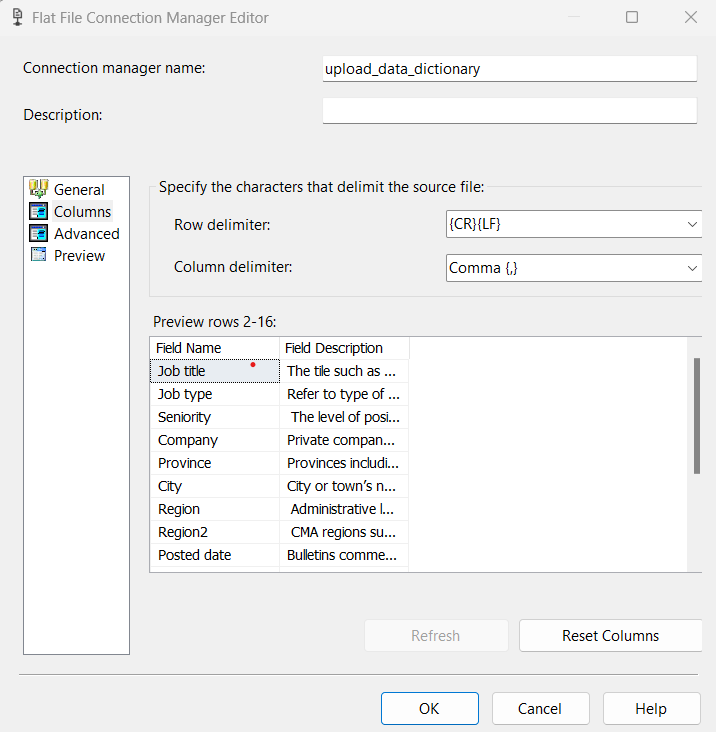 Flat File Connection Manager Editor
Connection manager name:
upload_data_dictionary
Description:
General
Columns
Advanced
Preview
Specify the characters that delimit the source file:
Row delimiter:
{CR}{LF}
Column delimiter:
Comma {,}
Preview rows 2-16:
Field Name Field Description
Job title The tile such as ...
Job type Refer to type of ...
Seniority The level of posi...
Company Private compan...
Province Provinces includi...
City City or town’s n...
Region Administrative l...
Region2 CMA regions su...
Posted date Bulletins comme...
Refresh
Reset Columns
OK
Cancel
Help